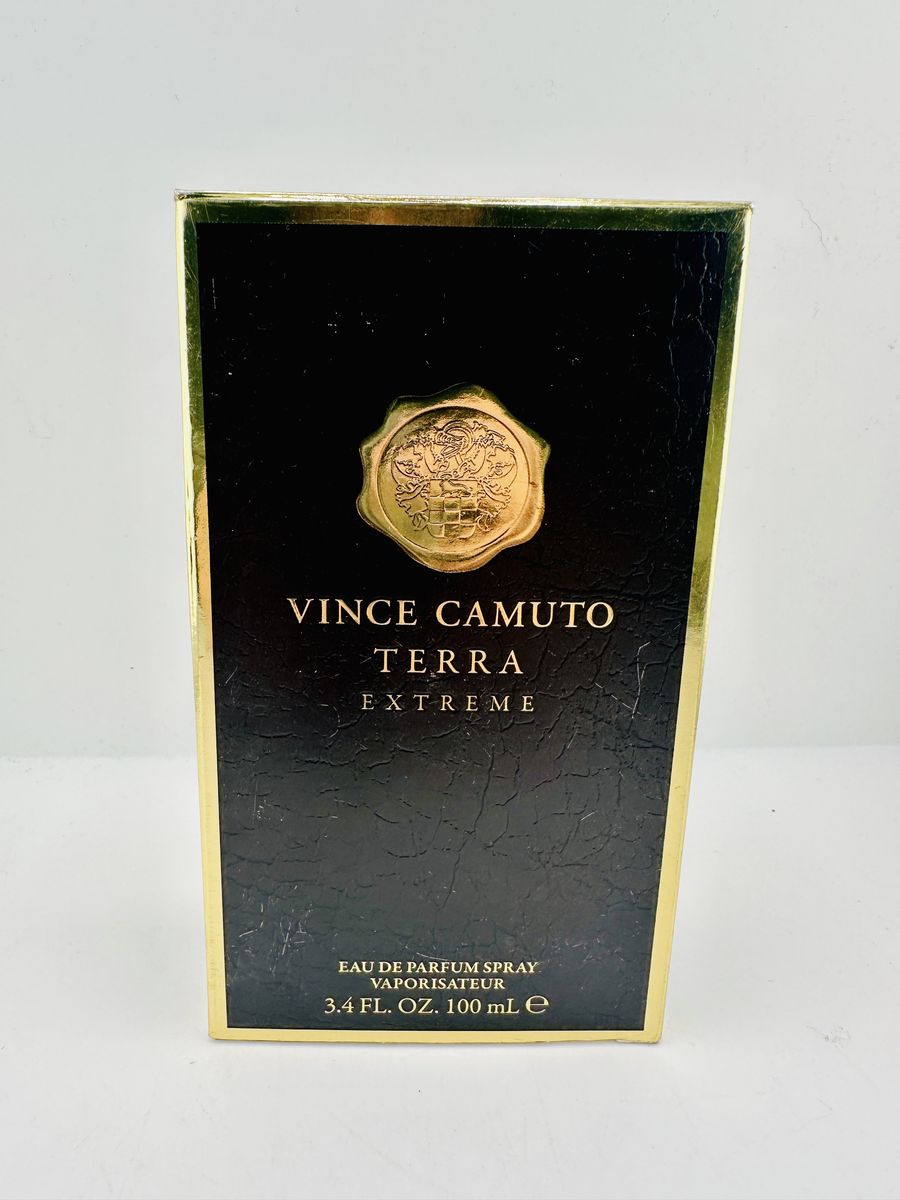 VINCE CAMUTO
TERRA
EXTREME
EAU DE PARFUM SPRAY
VAPORISATEUR
3.4 FL. OZ. 100 mL ℮